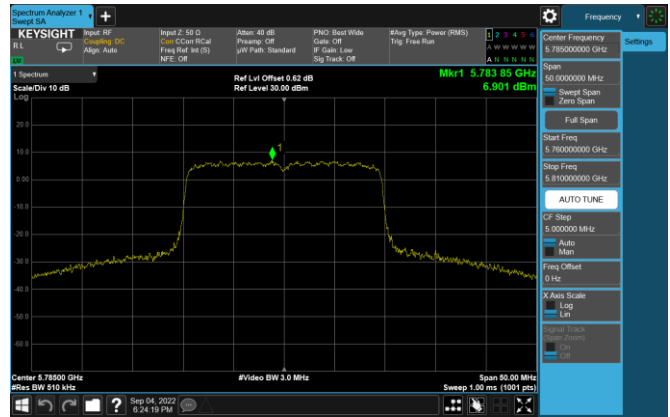 Spectrum Analyzer 1
Swept SA
Frequency
KEYSIGHT
R L
LW
Input: RF
Coupling: DC
Align: Auto
Input Z: 50 Ω
Corr CCorr RCal
Freq Ref: Int (S)
NFE: Off
Atten: 40 dB
Preamp: Off
µW Path: Standard
PNO: Best Wide
Gate: Off
IF Gain: Low
Sig Track: Off
#Avg Type: Power (RMS)
Trig: Free Run
1 2 3 4 5 6
A W W W W W
A N N N N N
1 Spectrum
Scale/Div 10 dB
Log
Ref Lvl Offset 0.62 dB
Ref Level 30.00 dBm
Mkr1 5.783 85 GHz
6.901 dBm
20.0
10.0
0.00
-10.0
-20.0
-30.0
-40.0
-50.0
-60.0
1
Center 5.78500 GHz
#Res BW 510 kHz
#Video BW 3.0 MHz
Span 50.00 MHz
Sweep 1.00 ms (1001 pts)
Sep 04, 2022
6:24:19 PM
Center Frequency
5.785000000 GHz
Settings
Span
50.0000000 MHz
Swept Span
Zero Span
Full Span
Start Freq
5.760000000 GHz
Stop Freq
5.810000000 GHz
AUTO TUNE
CF Step
5.000000 MHz
Auto
Man
Freq Offset
0 Hz
X Axis Scale
Log
Lin
Signal Track
(Span Zoom)
On
Off